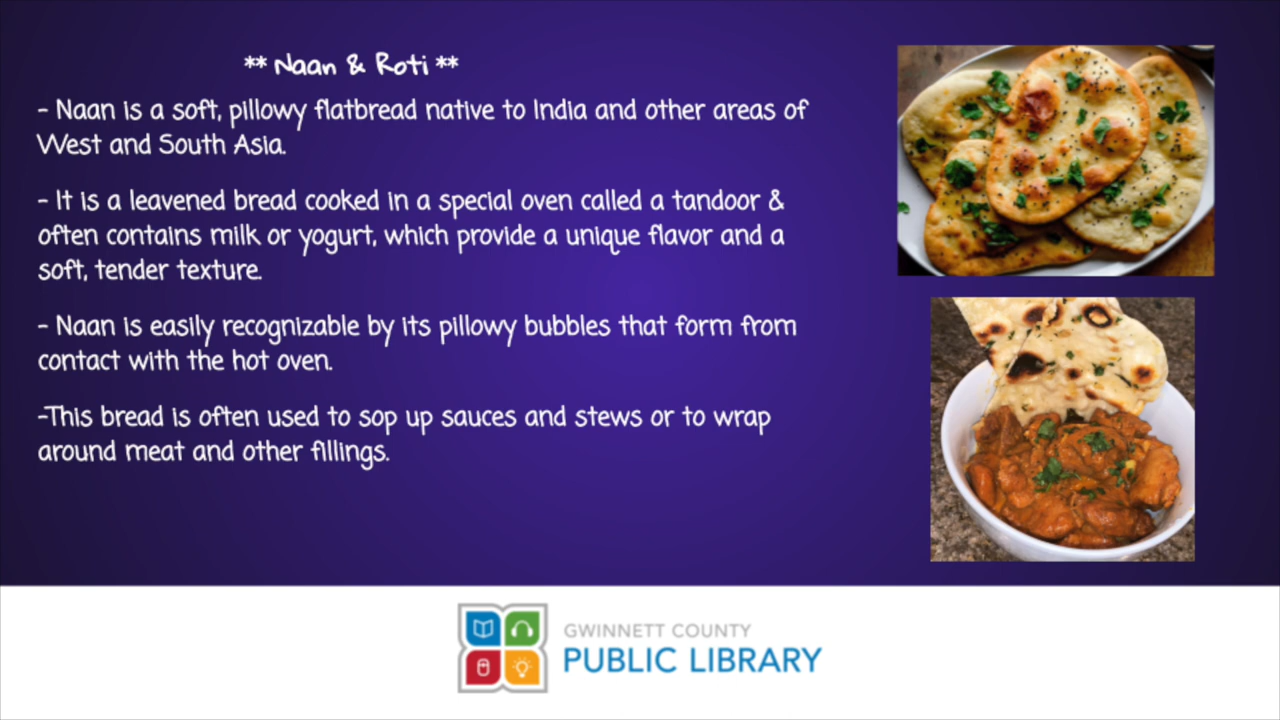 ** Naan & Roti **
- Naan is a soft, pillowy flatbread native to India and other areas of
West and South Asia.
- It is a leavened bread cooked in a special oven called a tandoor &
often contains milk or yogurt, which provide a unique flavor and a
soft, tender texture.
- Naan is easily recognizable by its pillowy bubbles that form from
contact with the hot oven.
-This bread is often used to sop up sauces and stews or to wrap
around meat and other fillings.
GWINNETT COUNTY
PUBLIC LIBRARY